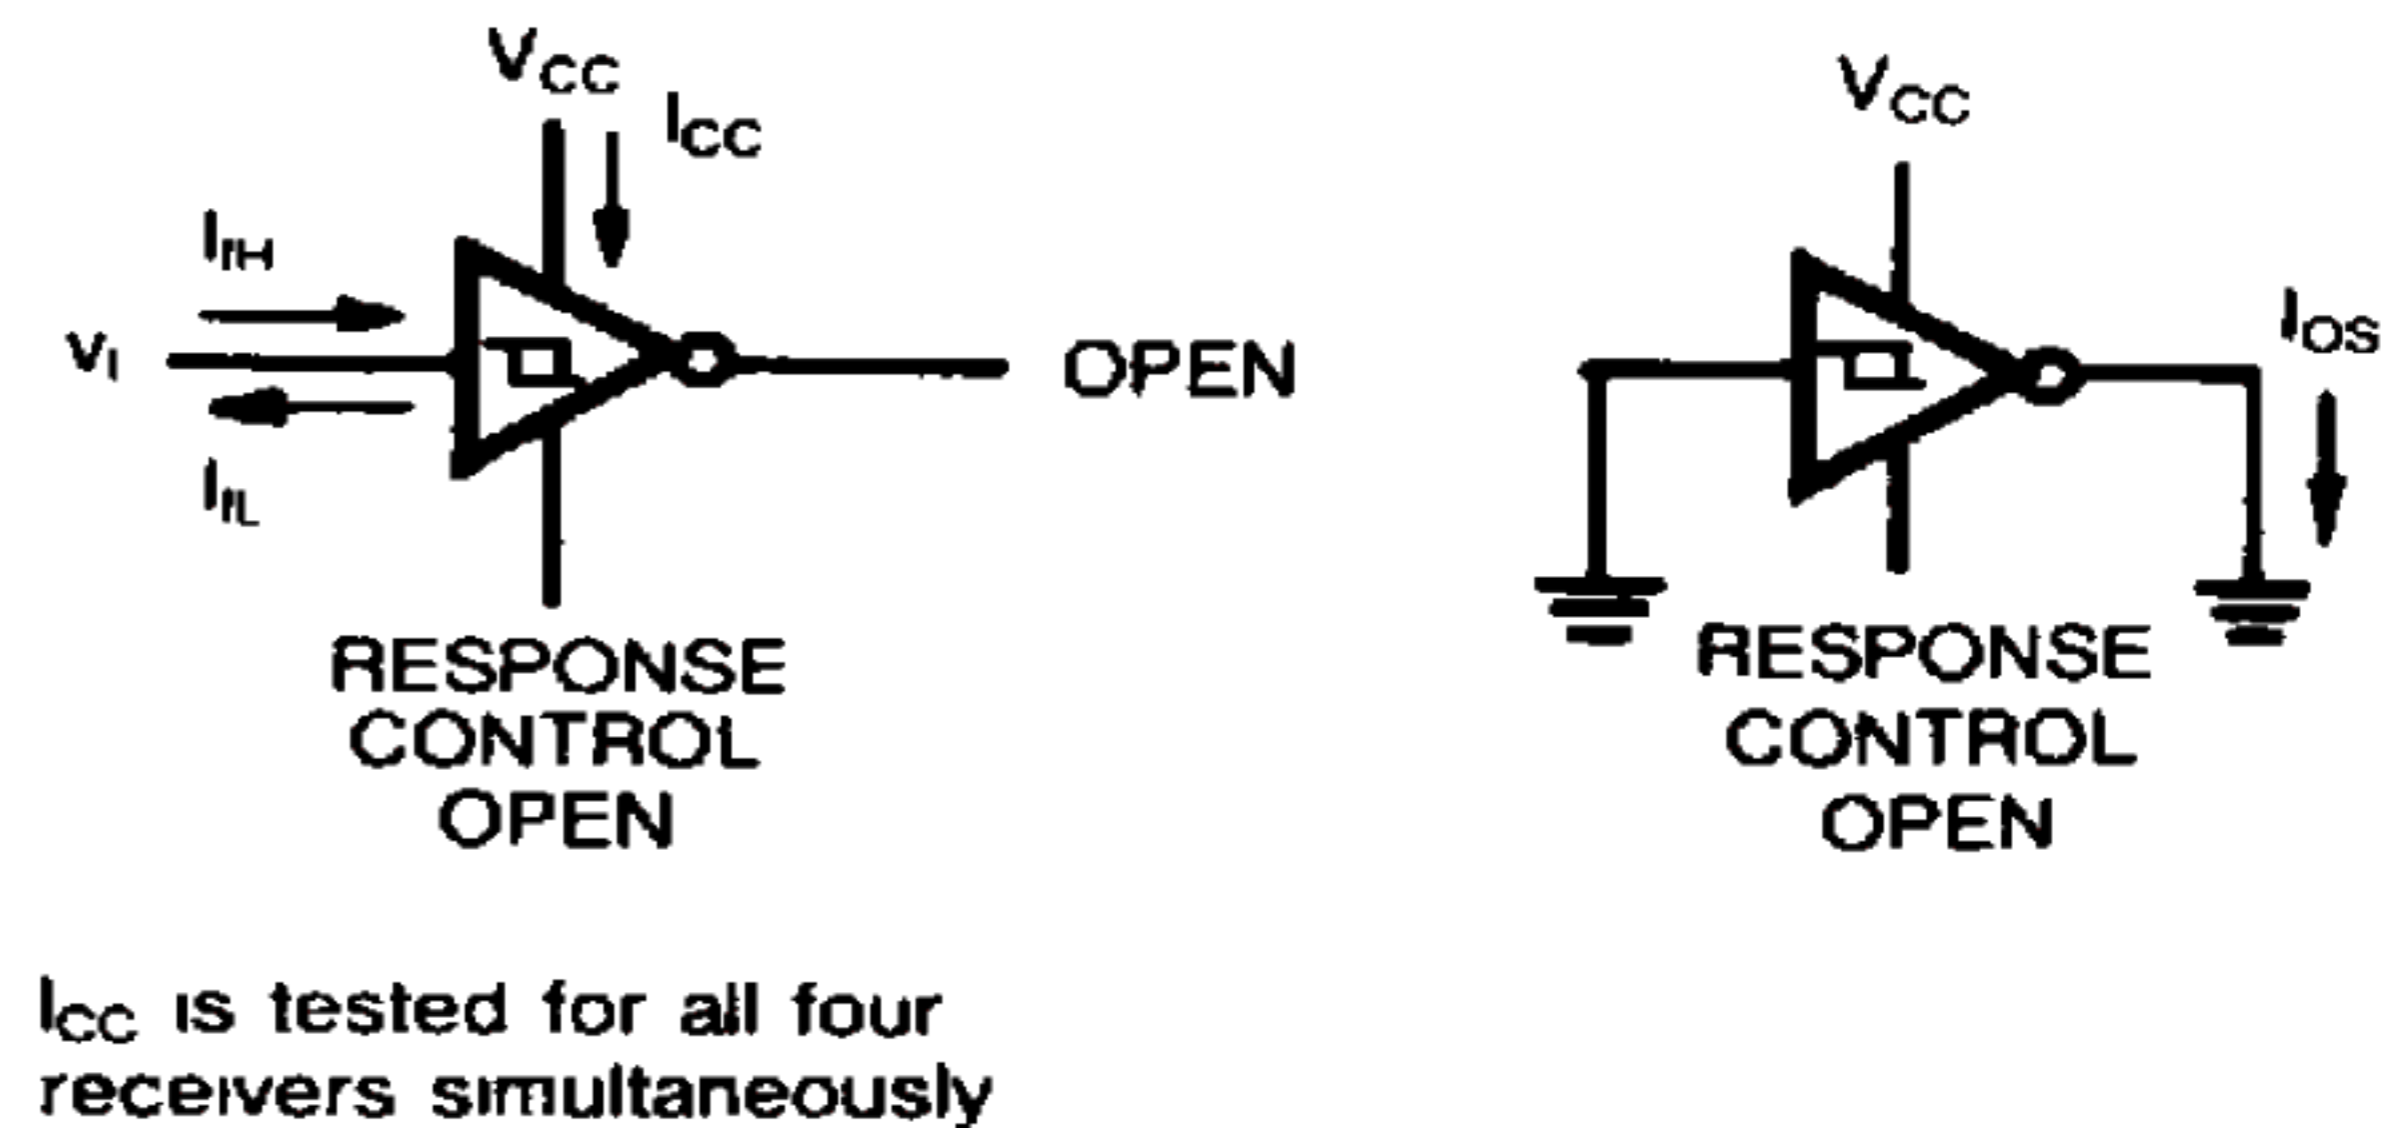 VCC
ICC
IIH
VI
OPEN
IIL
RESPONSE
CONTROL
OPEN
ICC is tested for all four
receivers simultaneously
VCC
IOS
RESPONSE
CONTROL
OPEN